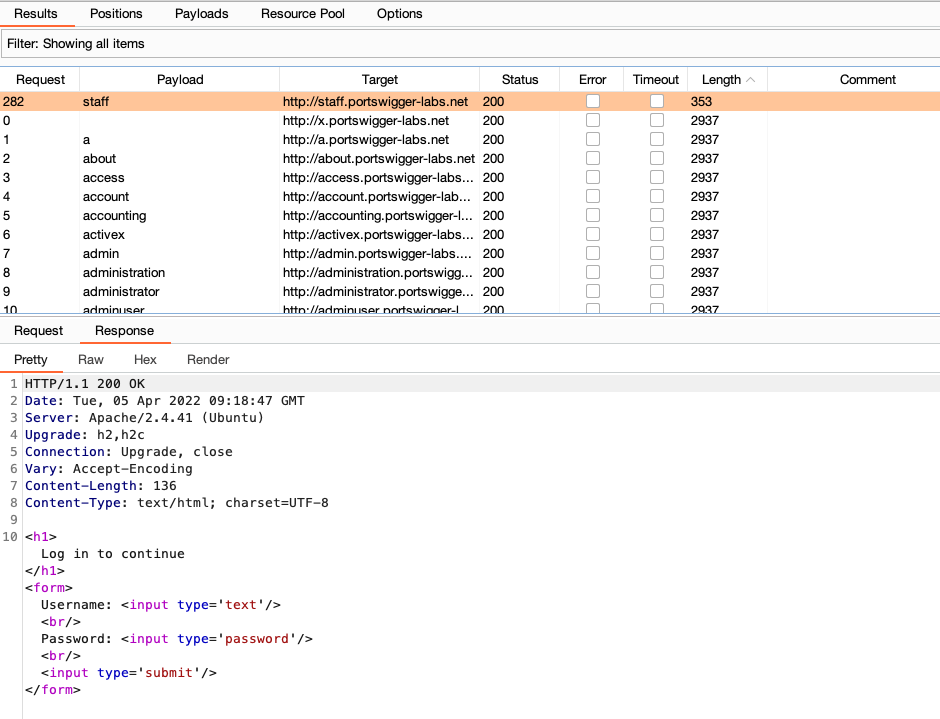 Results Positions Payloads Resource Pool Options
Filter: Showing all items
Request Payload Target Status Error Timeout Length Comment
282 staff http://staff.portswigger-labs.net 200 353
0 http://x.portswigger-labs.net 200 2937
1 a http://a.portswigger-labs.net 200 2937
2 about http://about.portswigger-labs.net 200 2937
3 access http://access.portswigger-labs... 200 2937
4 account http://account.portswigger-lab... 200 2937
5 accounting http://accounting.portswigger-l... 200 2937
6 activex http://activex.portswigger-labs... 200 2937
7 admin http://admin.portswigger-labs.... 200 2937
8 administration http://administration.portswigg... 200 2937
9 administrator http://administrator.portswigge... 200 2937
10 adminuser http://adminuser.portswigger-l... 200 2937
Request Response
Pretty Raw Hex Render
1 HTTP/1.1 200 OK
2 Date: Tue, 05 Apr 2022 09:18:47 GMT
3 Server: Apache/2.4.41 (Ubuntu)
4 Upgrade: h2,h2c
5 Connection: Upgrade, close
6 Vary: Accept-Encoding
7 Content-Length: 136
8 Content-Type: text/html; charset=UTF-8
9
10 <h1>
Log in to continue
</h1>
<form>
Username: <input type='text'/>
<br/>
Password: <input type='password'/>
<br/>
<input type='submit'/>
</form>